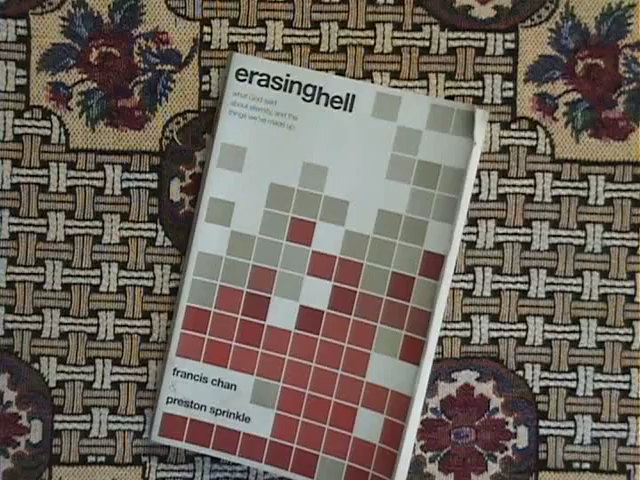 erasinghell
what God said
about eternity, and the
things we've made up
francis chan
&
preston sprinkle